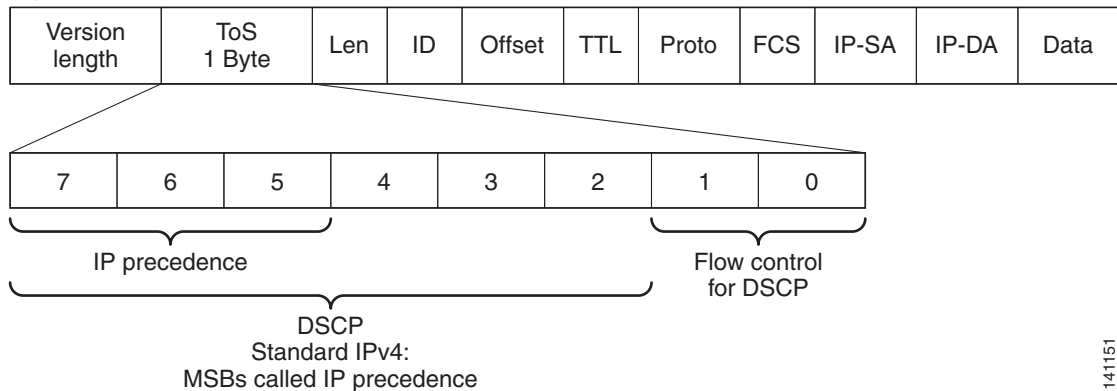 Version length
ToS 1 Byte
Len
ID
Offset
TTL
Proto
FCS
IP-SA
IP-DA
Data
7 6 5 4 3 2 1 0
IP precedence
Flow control
for DSCP
DSCP
Standard IPv4:
MSBs called IP precedence
141151